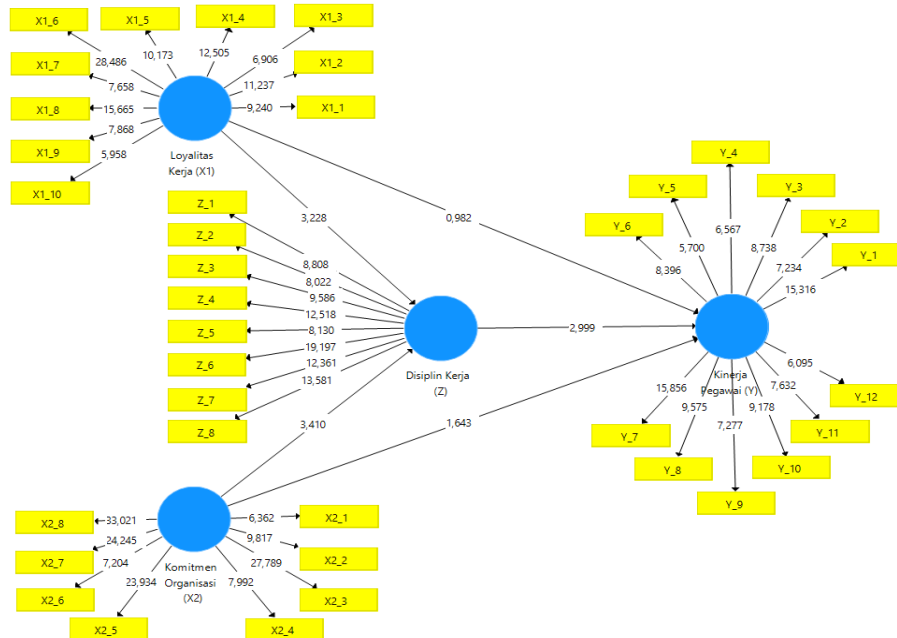 X1_6
X1_5
X1_4
X1_3
X1_7
X1_2
X1_8
X1_1
X1_9
X1_10
28,486
10,173
12,505
6,906
7,658
11,237
15,665
9,240
7,868
5,958
Loyalitas
Kerja (X1)
3,228
0,982
Z_1
Z_2
Z_3
Z_4
Z_5
Z_6
Z_7
Z_8
8,808
8,022
9,586
12,518
8,130
19,197
12,361
13,581
Disiplin Kerja
(Z)
2,999
3,410
1,643
Y_4
Y_5
Y_3
Y_6
Y_2
Y_1
6,567
5,700
8,738
8,396
7,234
15,316
Kinerja
Pegawai (Y)
6,095
15,856
7,632
9,575
9,178
7,277
Y_12
Y_7
Y_11
Y_8
Y_10
Y_9
X2_8
X2_7
X2_6
X2_5
33,021
24,245
7,204
23,934
6,362
9,817
27,789
7,992
X2_1
X2_2
X2_3
X2_4
Komitmen
Organisasi
(X2)